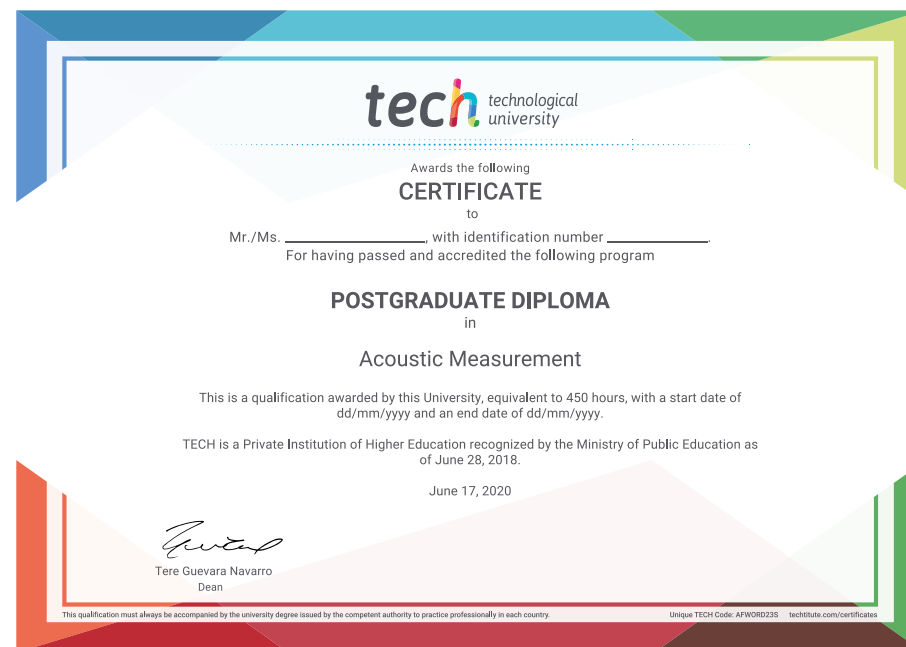 tech technological
university
Awards the following
CERTIFICATE
to
Mr./Ms. ____________________, with identification number ______________.
For having passed and accredited the following program
POSTGRADUATE DIPLOMA
in
Acoustic Measurement
This is a qualification awarded by this University, equivalent to 450 hours, with a start date of
dd/mm/yyyy and an end date of dd/mm/yyyy.
TECH is a Private Institution of Higher Education recognized by the Ministry of Public Education as
of June 28, 2018.
June 17, 2020
Tere Guevara Navarro
Dean
This qualification must always be accompanied by the university degree issued by the competent authority to practice professionally in each country. Unique TECH Code: AFWORD23S techtitute.com/certificates